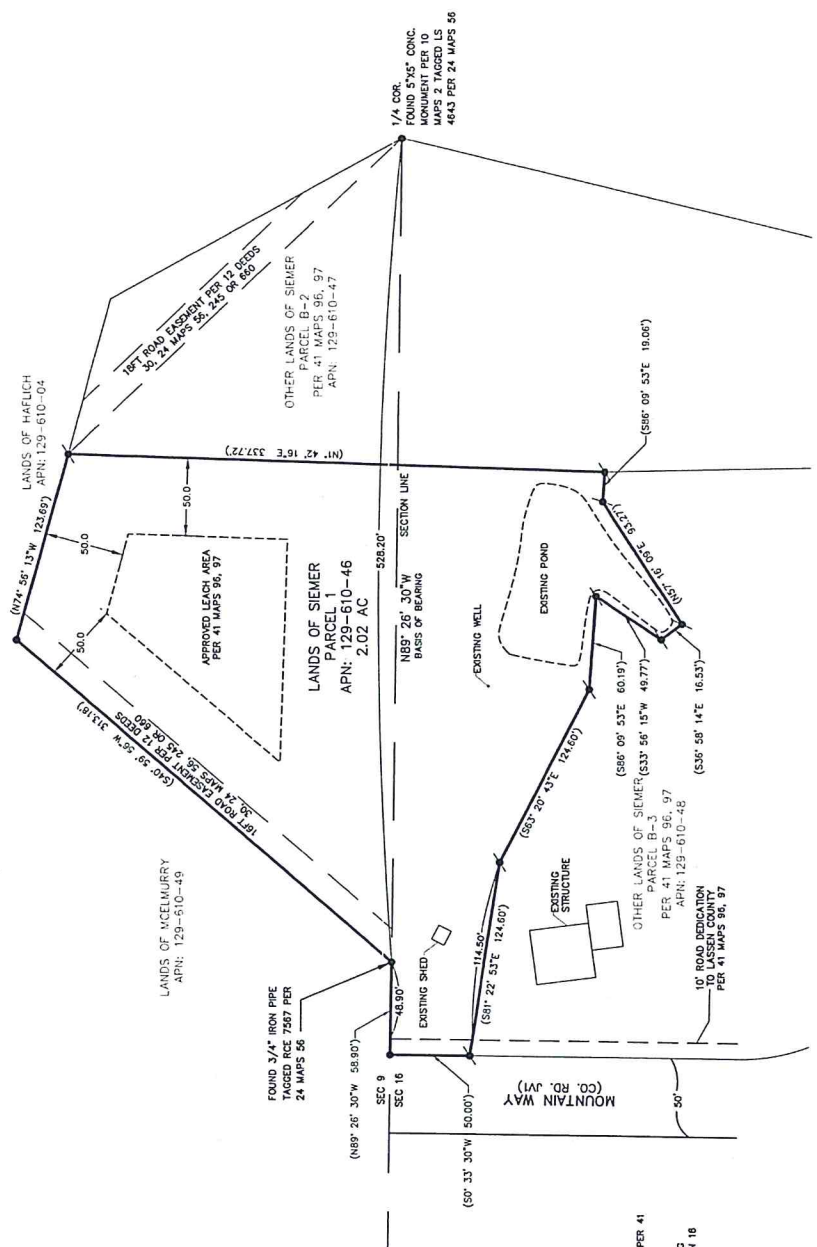 1/4 COR.
FOUND 5"X5" CONC.
MONUMENT PER 10
MAPS 2 TAGGED LS
4643 PER 24 MAPS 56
LANDS OF HAFLICH
APN: 129-610-04
18FT ROAD EASEMENT PER 12 DEEDS
30, 24 MAPS 56, 245 OR 660
OTHER LANDS OF SIEMER
PARCEL B-2
PER 41 MAPS 96, 97
APN: 129-610-47
(N74° 56' 13"W 123.69')
(N1° 42' 16"E 337.72')
50.0
50.0
50.0
APPROVED LEACH AREA
PER 41 MAPS 96, 97
LANDS OF SIEMER
PARCEL 1
APN: 129-610-46
2.02 AC
528.20'
N89° 26' 30"W SECTION LINE
BASIS OF BEARING
(S40° 59' 56"W 313.18')
16FT ROAD EASEMENT PER 12 DEEDS
30, 24 MAPS 56, 245 OR 660
LANDS OF MCELMURRY
APN: 129-610-49
EXISTING WELL
EXISTING POND
(S86° 09' 53"E 19.06')
(N57° 16' 09"E 93.27')
(S86° 09' 53"E 60.19')
(S33° 56' 15"W 49.77')
(S36° 58' 14"E 16.53')
(S63° 20' 43"E 124.60')
FOUND 3/4" IRON PIPE
TAGGED RCE 7567 PER
24 MAPS 56
(N89° 26' 30"W 58.90')
48.90'
SEC 9
SEC 16
EXISTING SHED
114.50'
(S81° 22' 53"E 124.60')
(S0° 33' 30"W 50.00')
EXISTING
STRUCTURE
OTHER LANDS OF SIEMER
PARCEL B-3
PER 41 MAPS 96, 97
APN: 129-610-48
10' ROAD DEDICATION
TO LASSEN COUNTY
PER 41 MAPS 96, 97
MOUNTAIN WAY
(CO. RD. JV1)
50'
PER 41